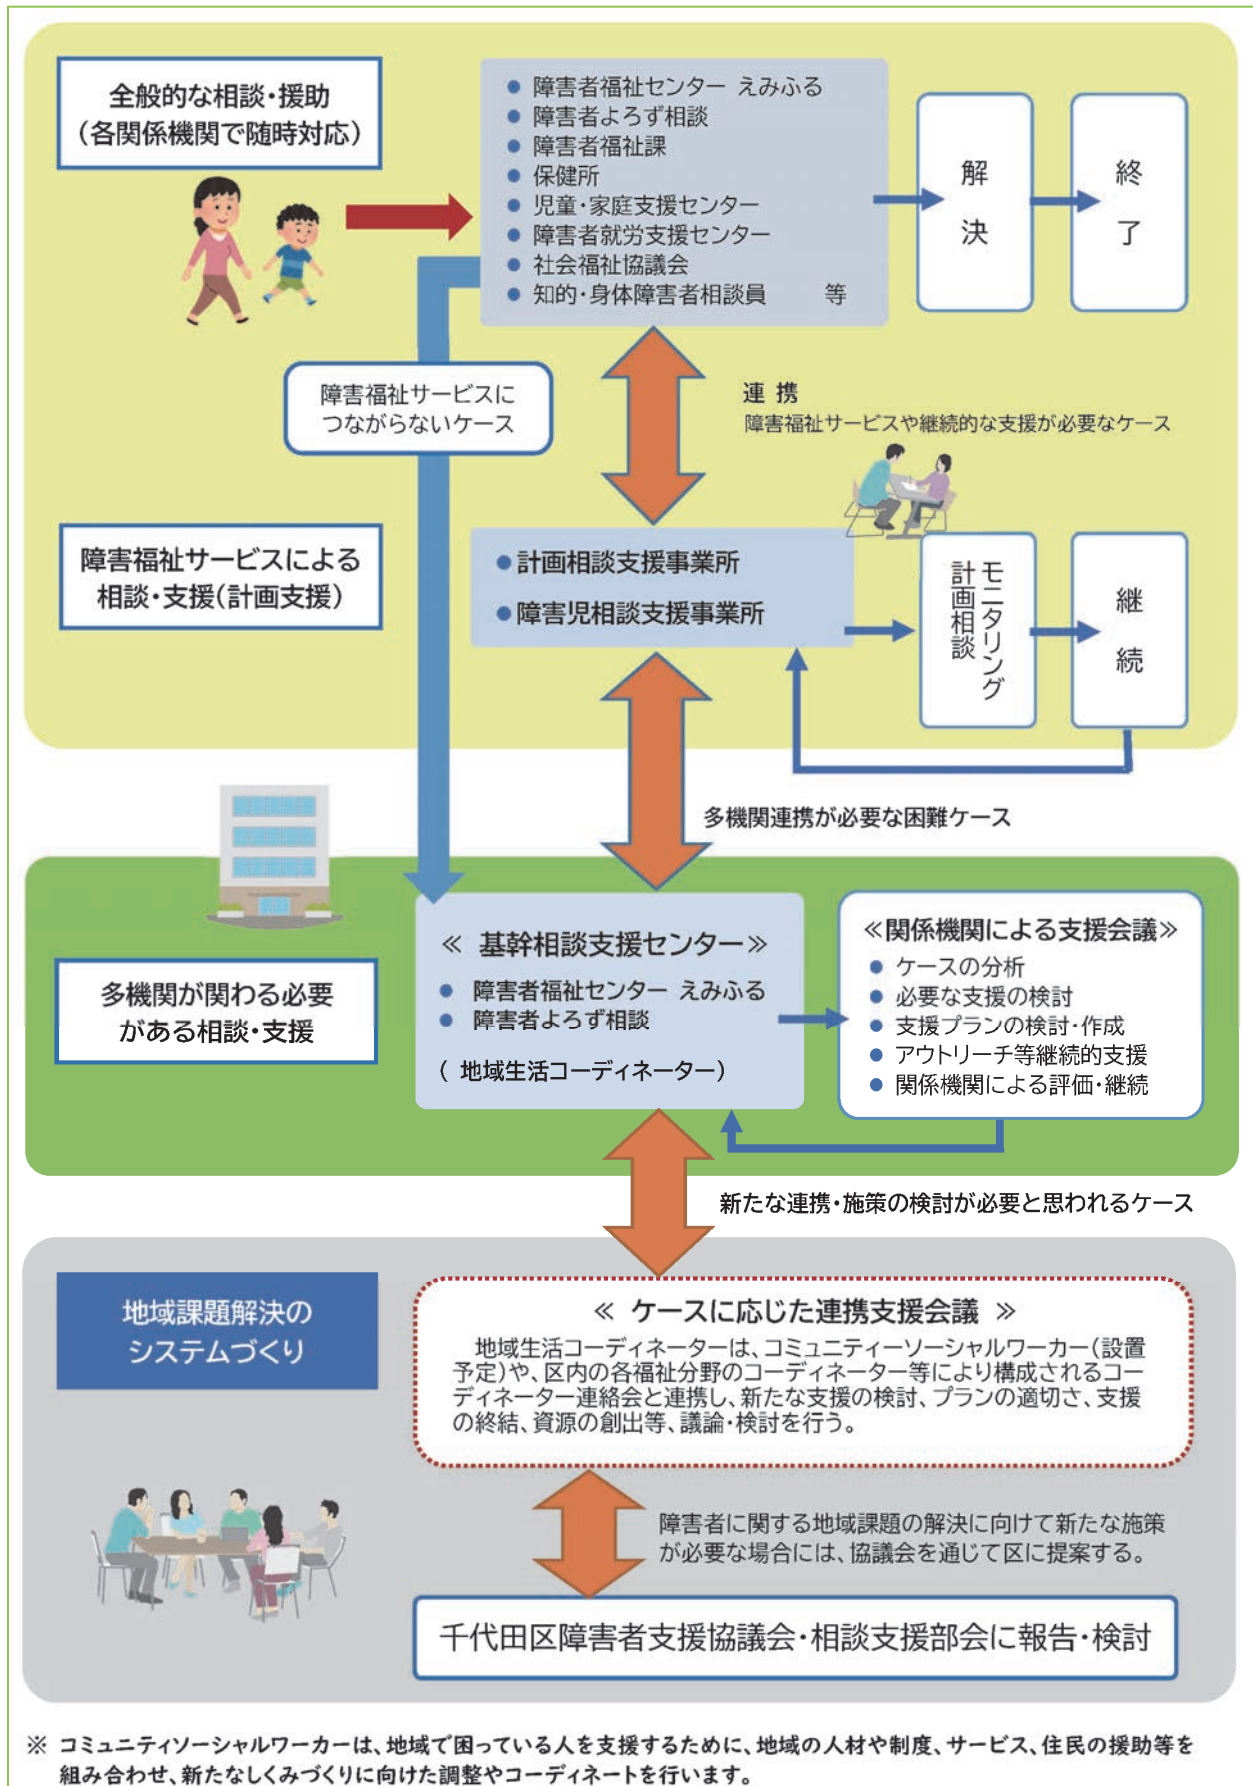 全般的な相談・援助
（各関係機関で随時対応）
● 障害者福祉センター えみふる
● 障害者よろず相談
● 障害者福祉課
● 保健所
● 児童・家庭支援センター
● 障害者就労支援センター
● 社会福祉協議会
● 知的・身体障害者相談員　等
解決
終了
障害福祉サービスに
つながらないケース
連携
障害福祉サービスや継続的な支援が必要なケース
障害福祉サービスによる
相談・支援（計画支援）
● 計画相談支援事業所
● 障害児相談支援事業所
モニタリング
計画相談
継続
多機関連携が必要な困難ケース
多機関が関わる必要
がある相談・支援
≪ 基幹相談支援センター≫
● 障害者福祉センター えみふる
● 障害者よろず相談
（ 地域生活コーディネーター）
≪関係機関による支援会議≫
● ケースの分析
● 必要な支援の検討
● 支援プランの検討・作成
● アウトリーチ等継続的支援
● 関係機関による評価・継続
新たな連携・施策の検討が必要と思われるケース
地域課題解決の
システムづくり
≪ ケースに応じた連携支援会議 ≫
地域生活コーディネーターは、コミュニティーソーシャルワーカー（設置
予定）や、区内の各福祉分野のコーディネーター等により構成されるコー
ディネーター連絡会と連携し、新たな支援の検討、プランの適切さ、支援
の終結、資源の創出等、議論・検討を行う。
障害者に関する地域課題の解決に向けて新たな施策
が必要な場合には、協議会を通じて区に提案する。
千代田区障害者支援協議会・相談支援部会に報告・検討
※ コミュニティソーシャルワーカーは、地域で困っている人を支援するために、地域の人材や制度、サービス、住民の援助等を
組み合わせ、新たなしくみづくりに向けた調整やコーディネートを行います。